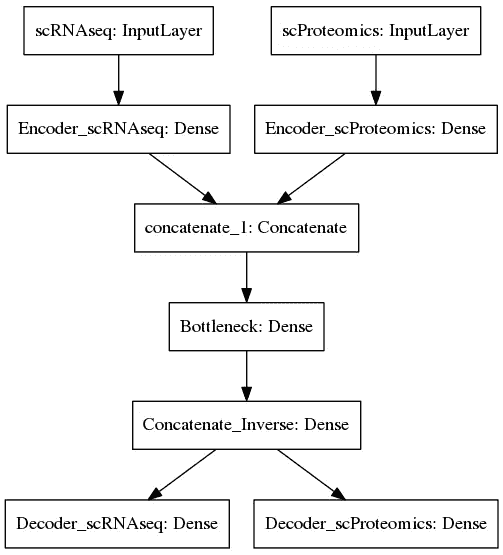 scRNAseq: InputLayer
scProteomics: InputLayer
Encoder_scRNAseq: Dense
Encoder_scProteomics: Dense
concatenate_1: Concatenate
Bottleneck: Dense
Concatenate_Inverse: Dense
Decoder_scRNAseq: Dense
Decoder_scProteomics: Dense